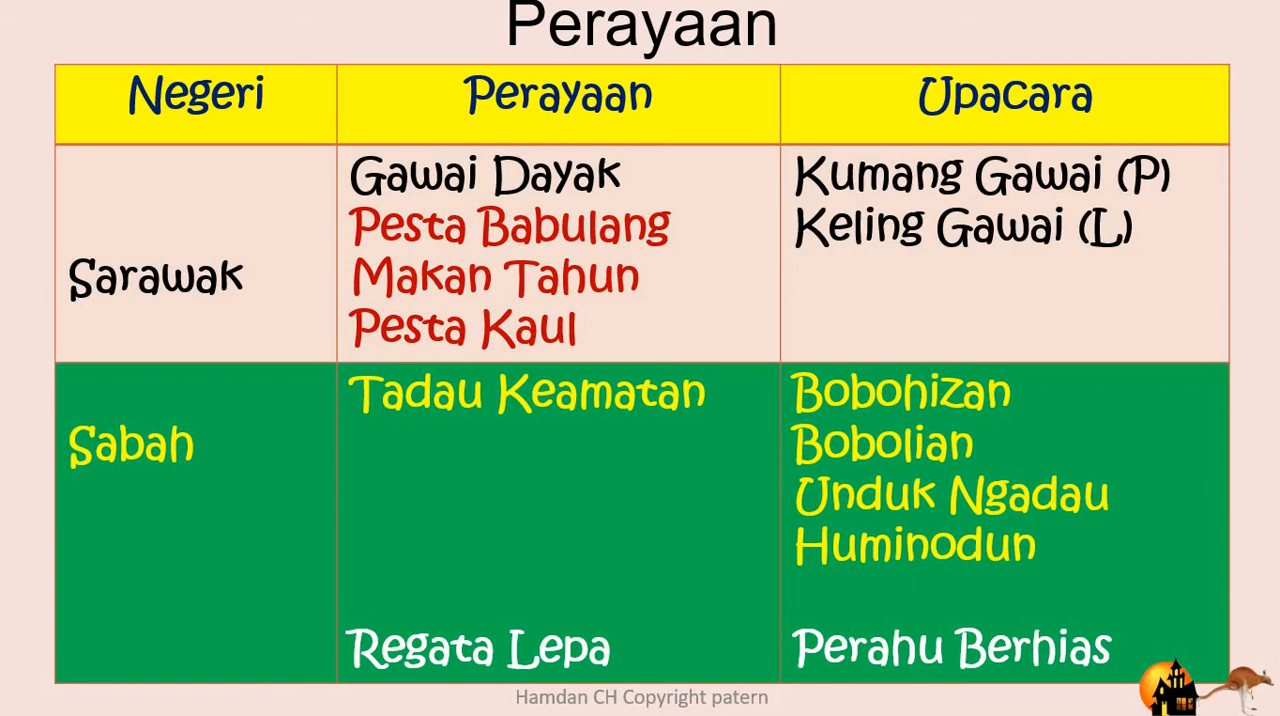 Perayaan
Negeri Perayaan Upacara
Gawai Dayak Kumang Gawai (P)
Pesta Babulang Keling Gawai (L)
Sarawak Makan Tahun
Pesta Kaul
Tadau Keamatan Bobohizan
Sabah Bobolian
Unduk Ngadau
Huminodun
Regata Lepa Perahu Berhias
Hamdan CH Copyright patern